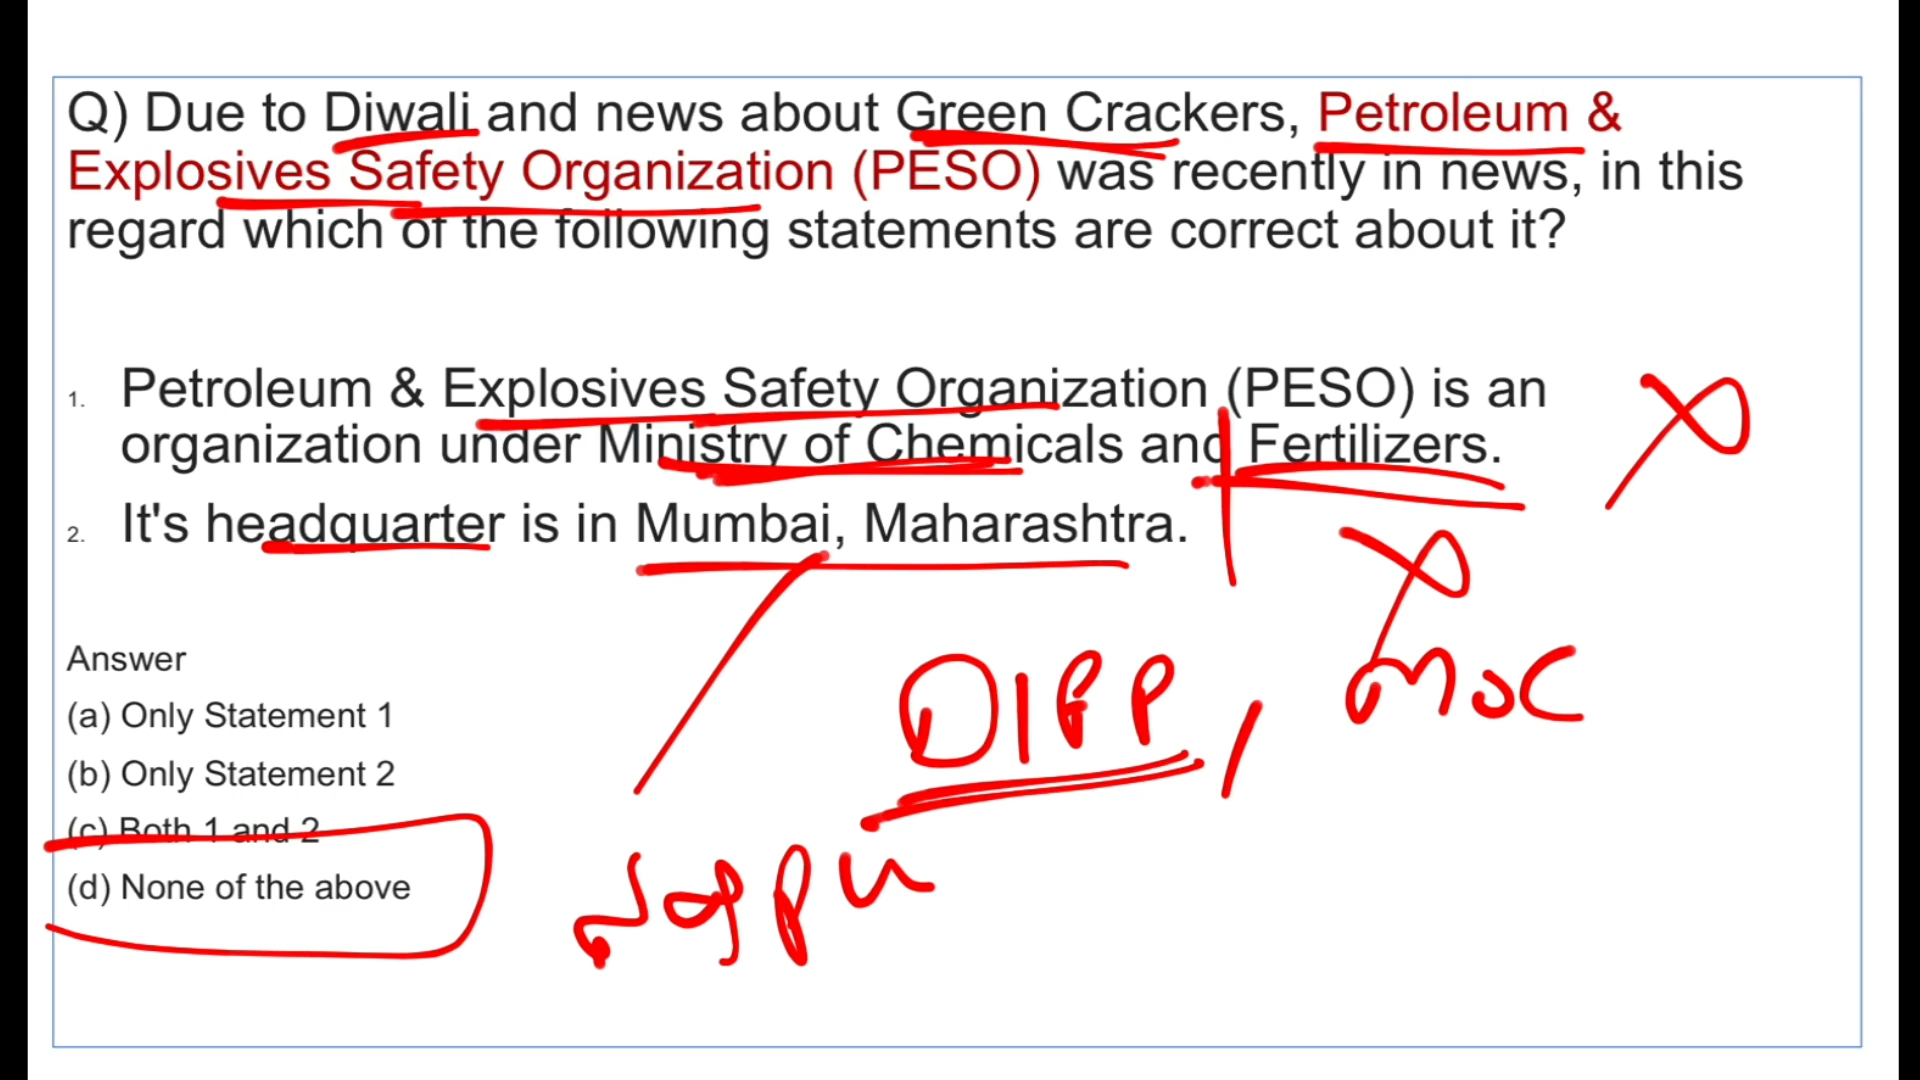 Q) Due to Diwali and news about Green Crackers, Petroleum &
Explosives Safety Organization (PESO) was recently in news, in this
regard which of the following statements are correct about it?
1. Petroleum & Explosives Safety Organization (PESO) is an
organization under Ministry of Chemicals and Fertilizers.
2. It's headquarter is in Mumbai, Maharashtra.
Answer
(a) Only Statement 1
DIPP, MoC
(b) Only Statement 2
(c) Both 1 and 2
(d) None of the above